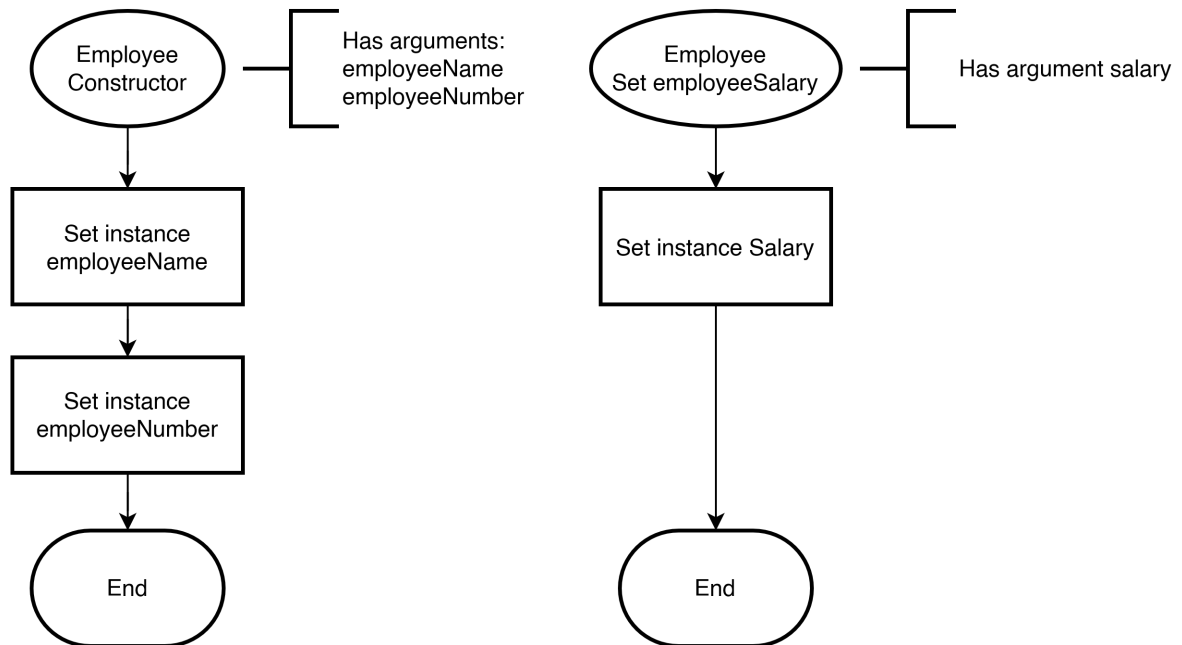 Employee
Constructor
Has arguments:
employeeName
employeeNumber
Set instance
employeeName
Set instance
employeeNumber
End
Employee
Set employeeSalary
Has argument salary
Set instance Salary
End